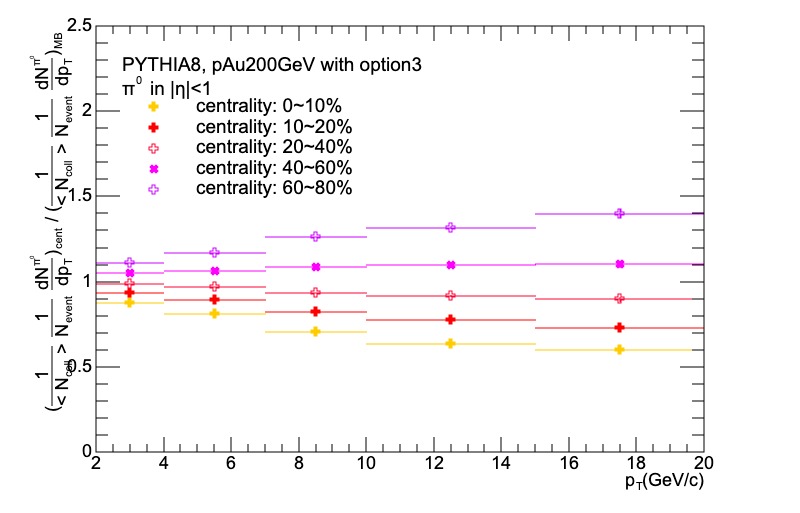 2.5
2
1.5
1
0.5
0
PYTHIA8, pAu200GeV with option3
π⁰ in |η|<1
centrality: 0~10%
centrality: 10~20%
centrality: 20~40%
centrality: 40~60%
centrality: 60~80%
(1/<N_coll> 1/N_event dN^π⁰/dp_T)_cent / (1/<N_coll> 1/N_event dN^π⁰/dp_T)_MB
2 4 6 8 10 12 14 16 18 20
p_T(GeV/c)